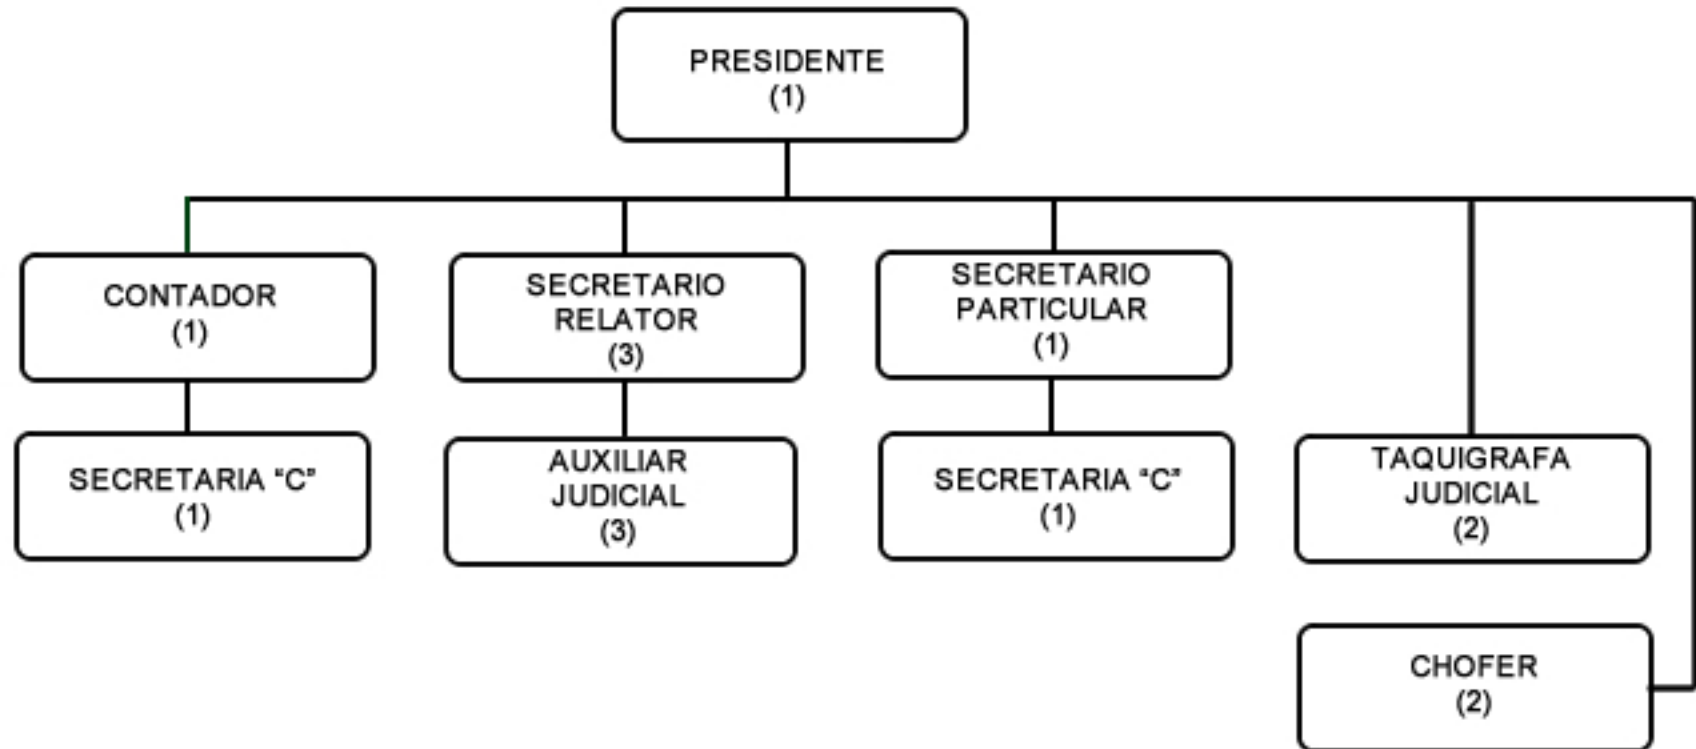 PRESIDENTE
(1)
CONTADOR
(1)
SECRETARIO
RELATOR
(3)
SECRETARIO
PARTICULAR
(1)
SECRETARIA “C”
(1)
AUXILIAR
JUDICIAL
(3)
SECRETARIA “C”
(1)
TAQUIGRAFA
JUDICIAL
(2)
CHOFER
(2)